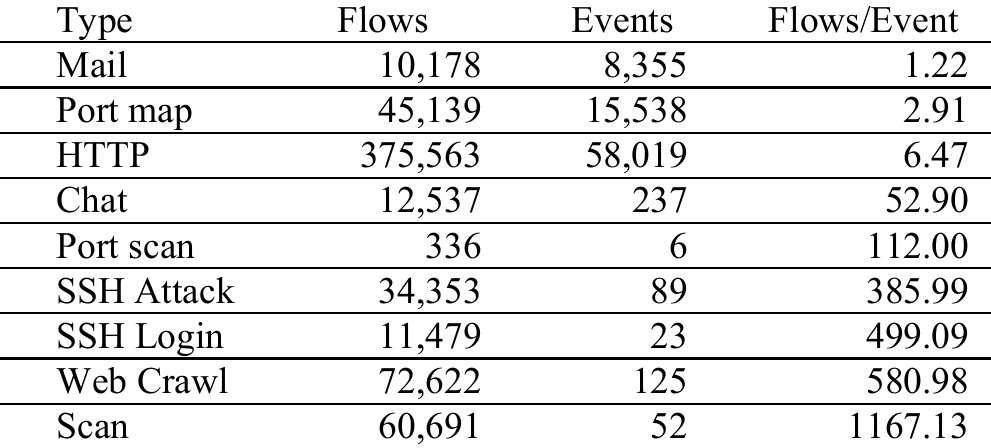 Type Flows Events Flows/Event
Mail 10,178 8,355 1.22
Port map 45,139 15,538 2.91
HTTP 375,563 58,019 6.47
Chat 12,537 237 52.90
Port scan 336 6 112.00
SSH Attack 34,353 89 385.99
SSH Login 11,479 23 499.09
Web Crawl 72,622 125 580.98
Scan 60,691 52 1167.13